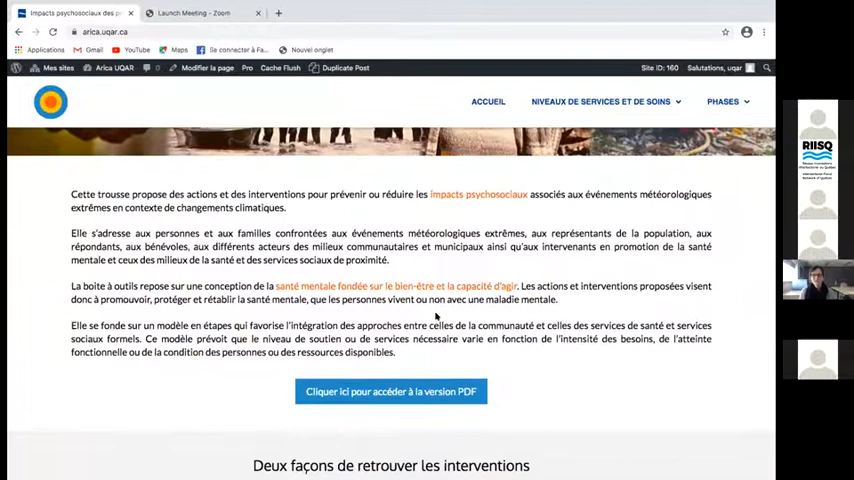 Impacts psychosociaux des p
Launch Meeting - Zoom
arica.uqar.ca
Applications
Gmail
YouTube
Maps
Se connecter à Fa...
Nouvel onglet
Mes sites
Arica UQAR
0
Modifier la page
Pro
Cache Flush
Duplicate Post
Site ID: 160
Salutations, uqar
ACCUEIL
NIVEAUX DE SERVICES ET DE SOINS
PHASES
Cette trousse propose des actions et des interventions pour prévenir ou réduire les impacts psychosociaux associés aux événements météorologiques
extrêmes en contexte de changements climatiques.
Elle s'adresse aux personnes et aux familles confrontées aux événements météorologiques extrêmes, aux représentants de la population, aux
répondants, aux bénévoles, aux différents acteurs des milieux communautaires et municipaux ainsi qu'aux intervenants en promotion de la santé
mentale et ceux des milieux de la santé et des services sociaux de proximité.
La boite à outils repose sur une conception de la santé mentale fondée sur le bien-être et la capacité d'agir. Les actions et interventions proposées visent
donc à promouvoir, protéger et rétablir la santé mentale, que les personnes vivent ou non avec une maladie mentale.
Elle se fonde sur un modèle en étapes qui favorise l'intégration des approches entre celles de la communauté et celles des services de santé et services
sociaux formels. Ce modèle prévoit que le niveau de soutien ou de services nécessaire varie en fonction de l'intensité des besoins, de l'atteinte
fonctionnelle ou de la condition des personnes ou des ressources disponibles.
Cliquer ici pour accéder à la version PDF
Deux façons de retrouver les interventions
RIISQ